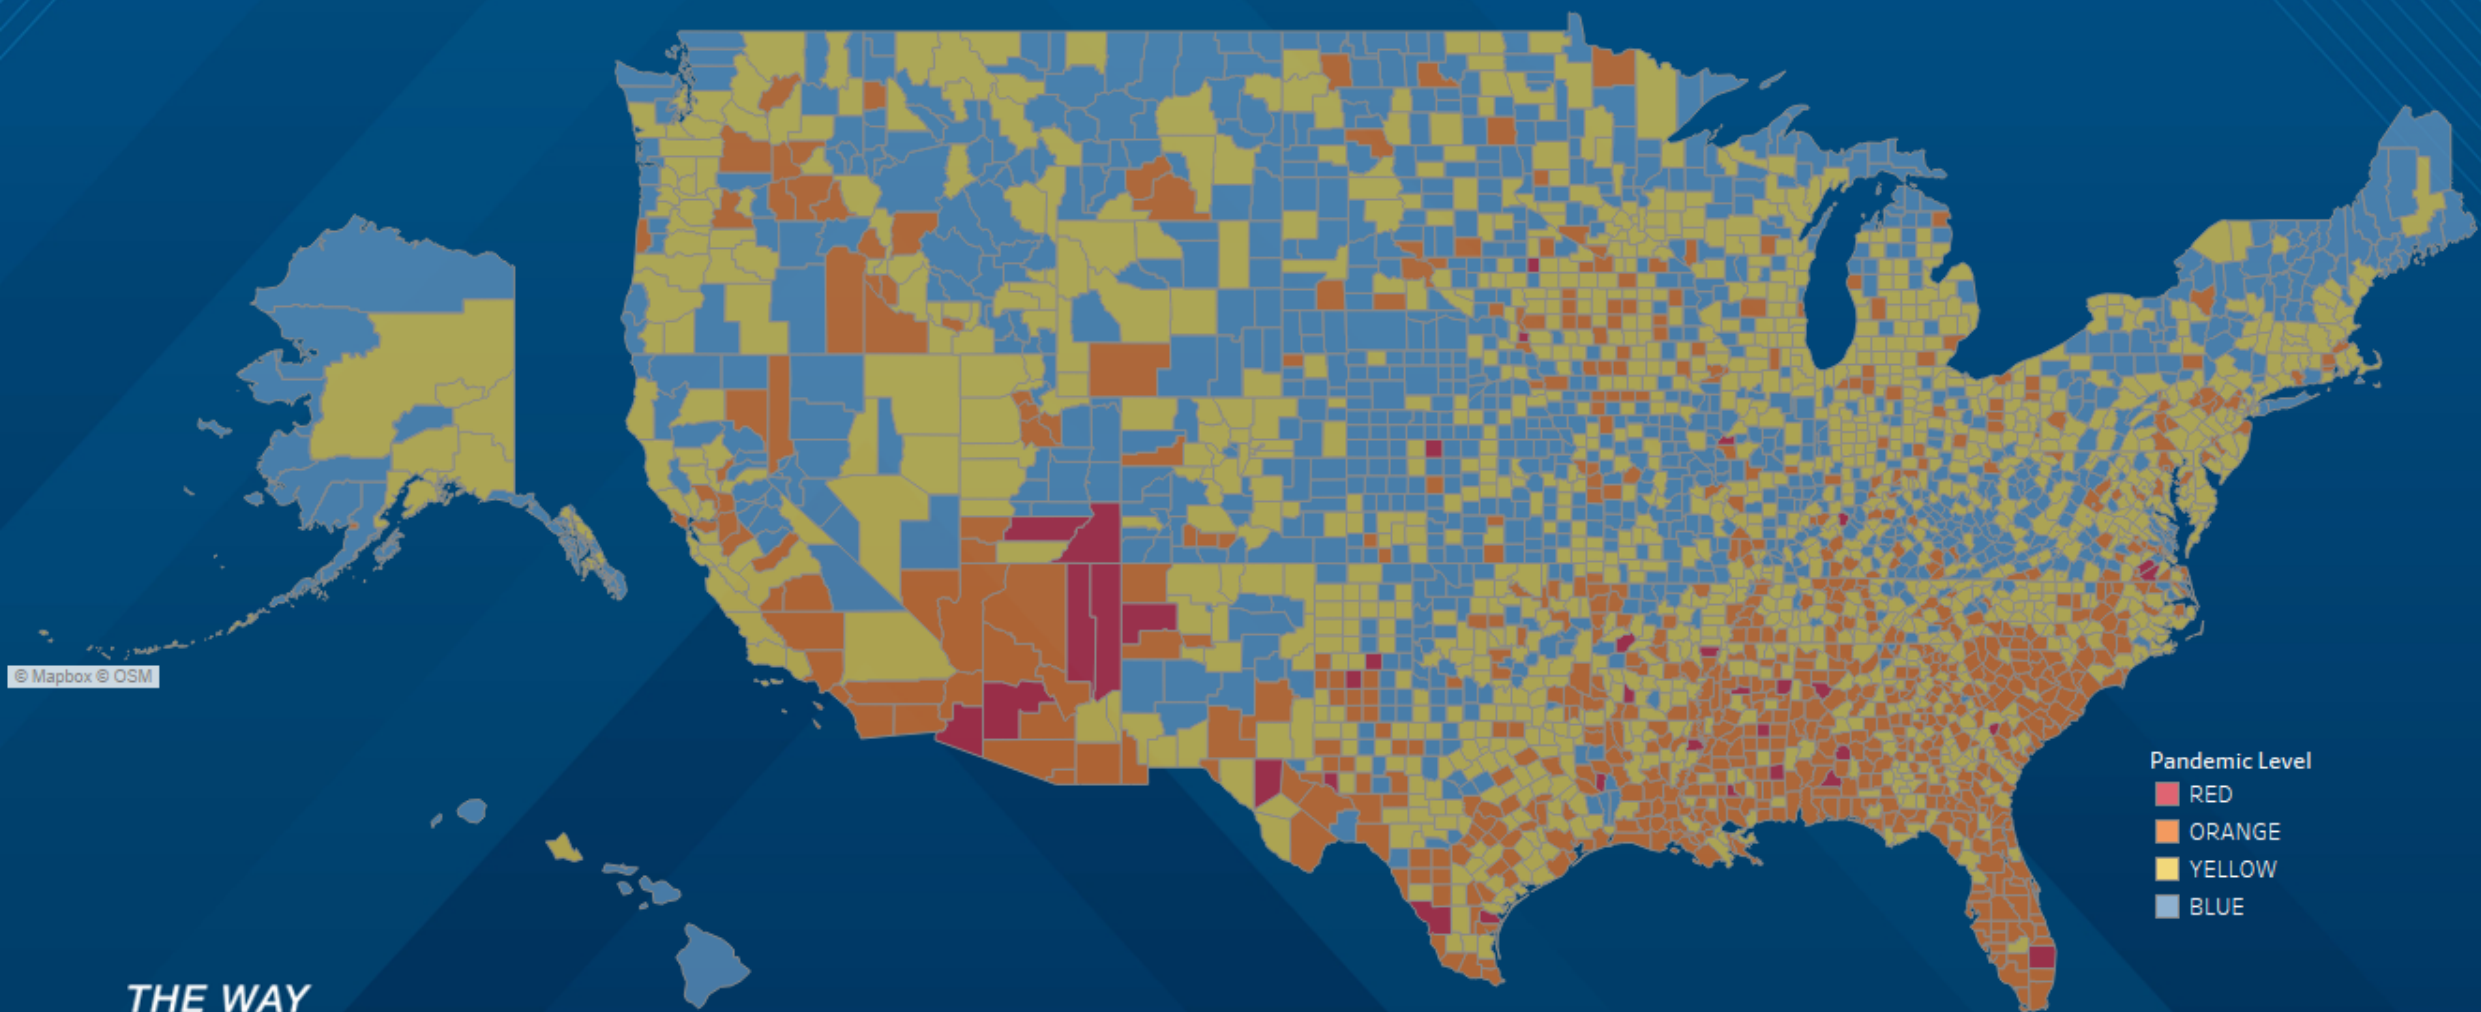 © Mapbox © OSM
Pandemic Level
RED
ORANGE
YELLOW
BLUE
THE WAY